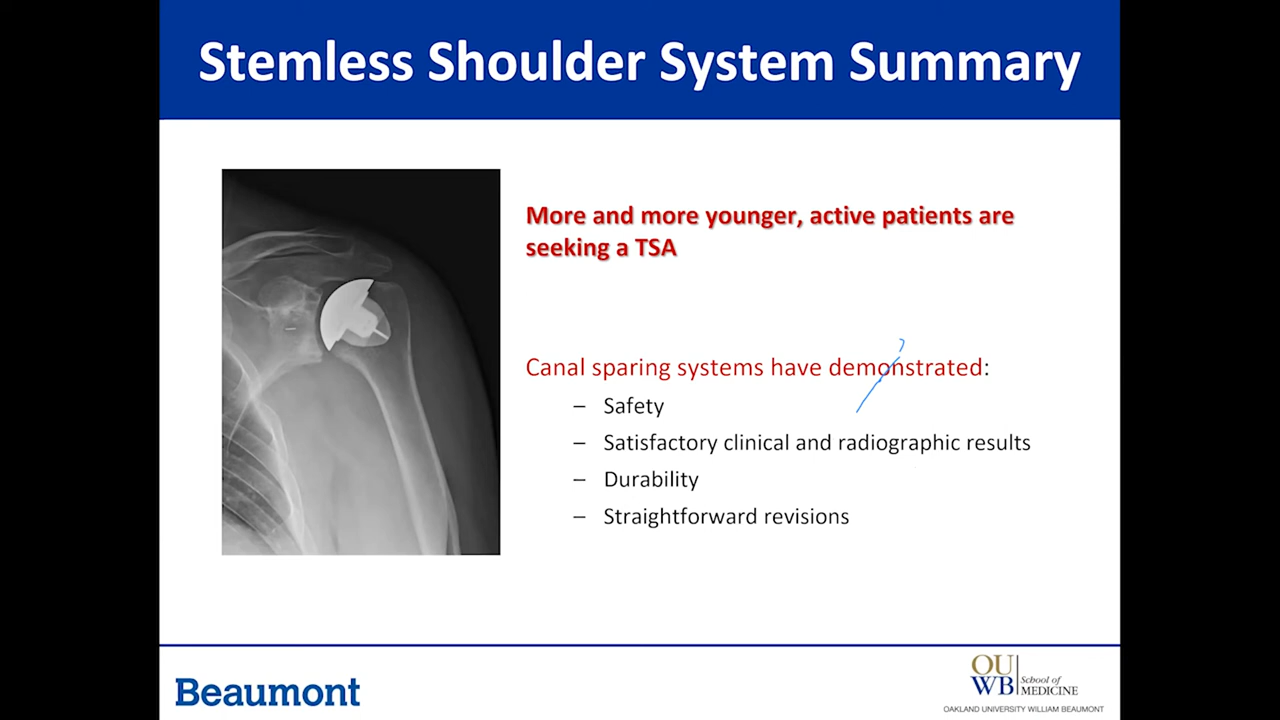 Stemless Shoulder System Summary
More and more younger, active patients are
seeking a TSA
Canal sparing systems have demonstrated:
– Safety
– Satisfactory clinical and radiographic results
– Durability
– Straightforward revisions
Beaumont
OU
WB
School of
MEDICINE
OAKLAND UNIVERSITY WILLIAM BEAUMONT